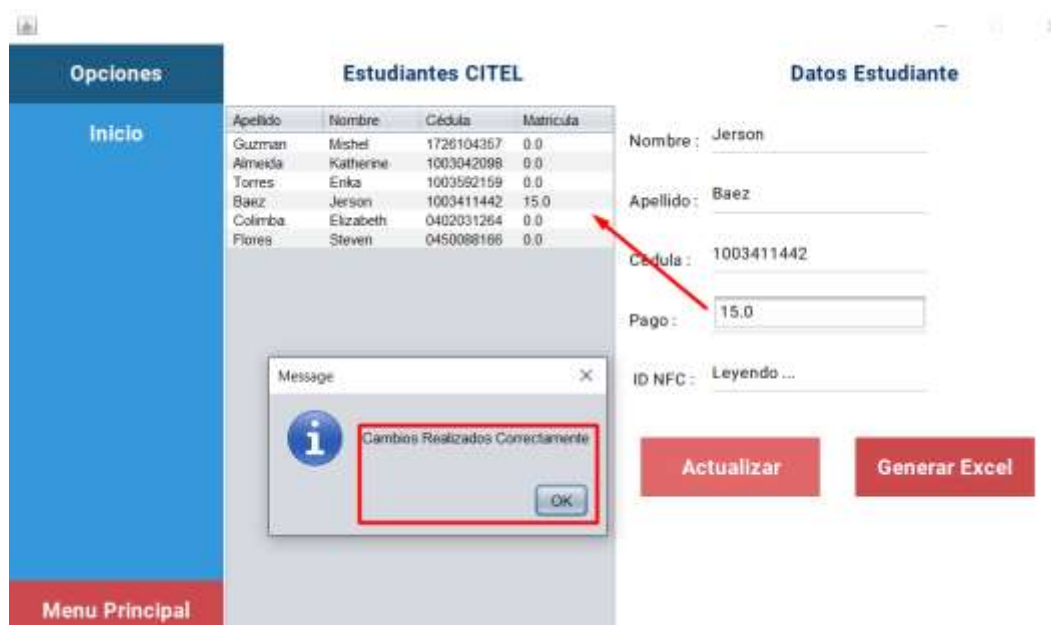 Opciones
Inicio
Menu Principal
Estudiantes CITEL
Apellido Nombre Cédula Matricula
Guzman Mishel 1726104357 0.0
Almeida Katherine 1003042098 0.0
Torres Erika 1003592159 0.0
Baez Jerson 1003411442 15.0
Colimba Elizabeth 0402031264 0.0
Flores Steven 0450088166 0.0
Message
Cambios Realizados Correctamente
OK
Datos Estudiante
Nombre : Jerson
Apellido : Baez
Cédula : 1003411442
Pago : 15.0
ID NFC : Leyendo ...
Actualizar Generar Excel